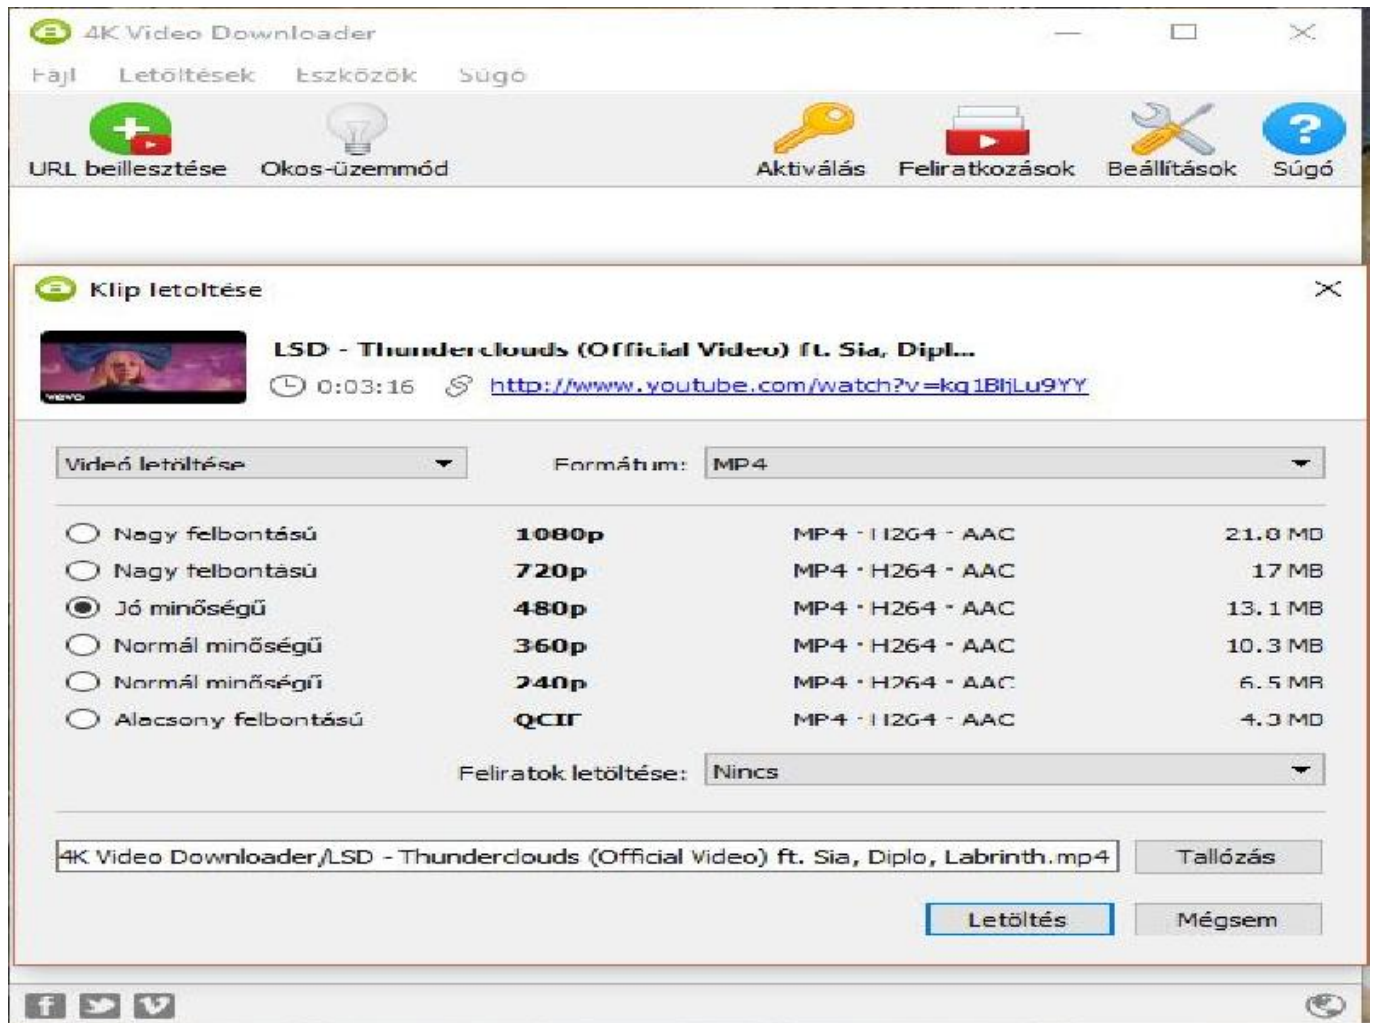 4K Video Downloader
Fájl Letöltések Eszközök Súgó
URL beillesztése Okos-üzemmód Aktiválás Feliratkozások Beállítások Súgó
Klip letöltése
LSD - Thunderclouds (Official Video) ft. Sia, Dipl...
0:03:16 http://www.youtube.com/watch?v=kg1BljLu9YY
vevo
Videó letöltése Formátum: MP4
Nagy felbontású 1080p MP4 · H264 - AAC 21.8 MB
Nagy felbontású 720p MP4 · H264 - AAC 17 MB
Jó minőségű 480p MP4 · H264 - AAC 13.1 MB
Normál minőségű 360p MP4 · H264 - AAC 10.3 MB
Normál minőségű 240p MP4 · H264 - AAC 6.5 MB
Alacsony felbontású QCIF MP4 · H264 - AAC 4.3 MB
Feliratok letöltése: Nincs
4K Video Downloader/LSD - Thunderclouds (Official Video) ft. Sia, Diplo, Labrinth.mp4 Tallózás
Letöltés Mégsem